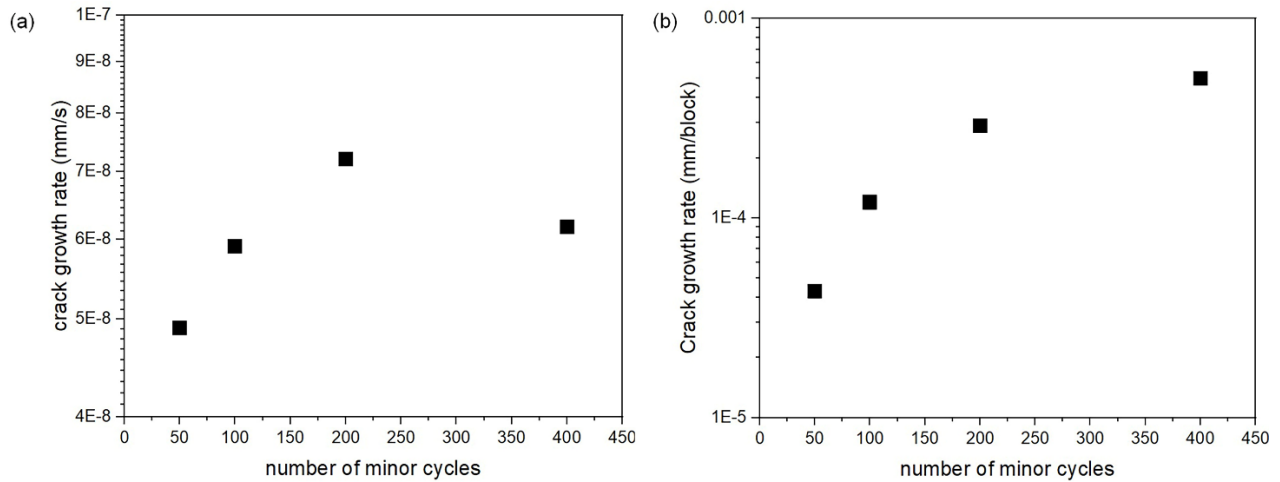 (a)
1E-7
9E-8
8E-8
7E-8
6E-8
5E-8
4E-8
crack growth rate (mm/s)
0 50 100 150 200 250 300 350 400 450
number of minor cycles
(b)
0.001
1E-4
1E-5
Crack growth rate (mm/block)
0 50 100 150 200 250 300 350 400 450
number of minor cycles